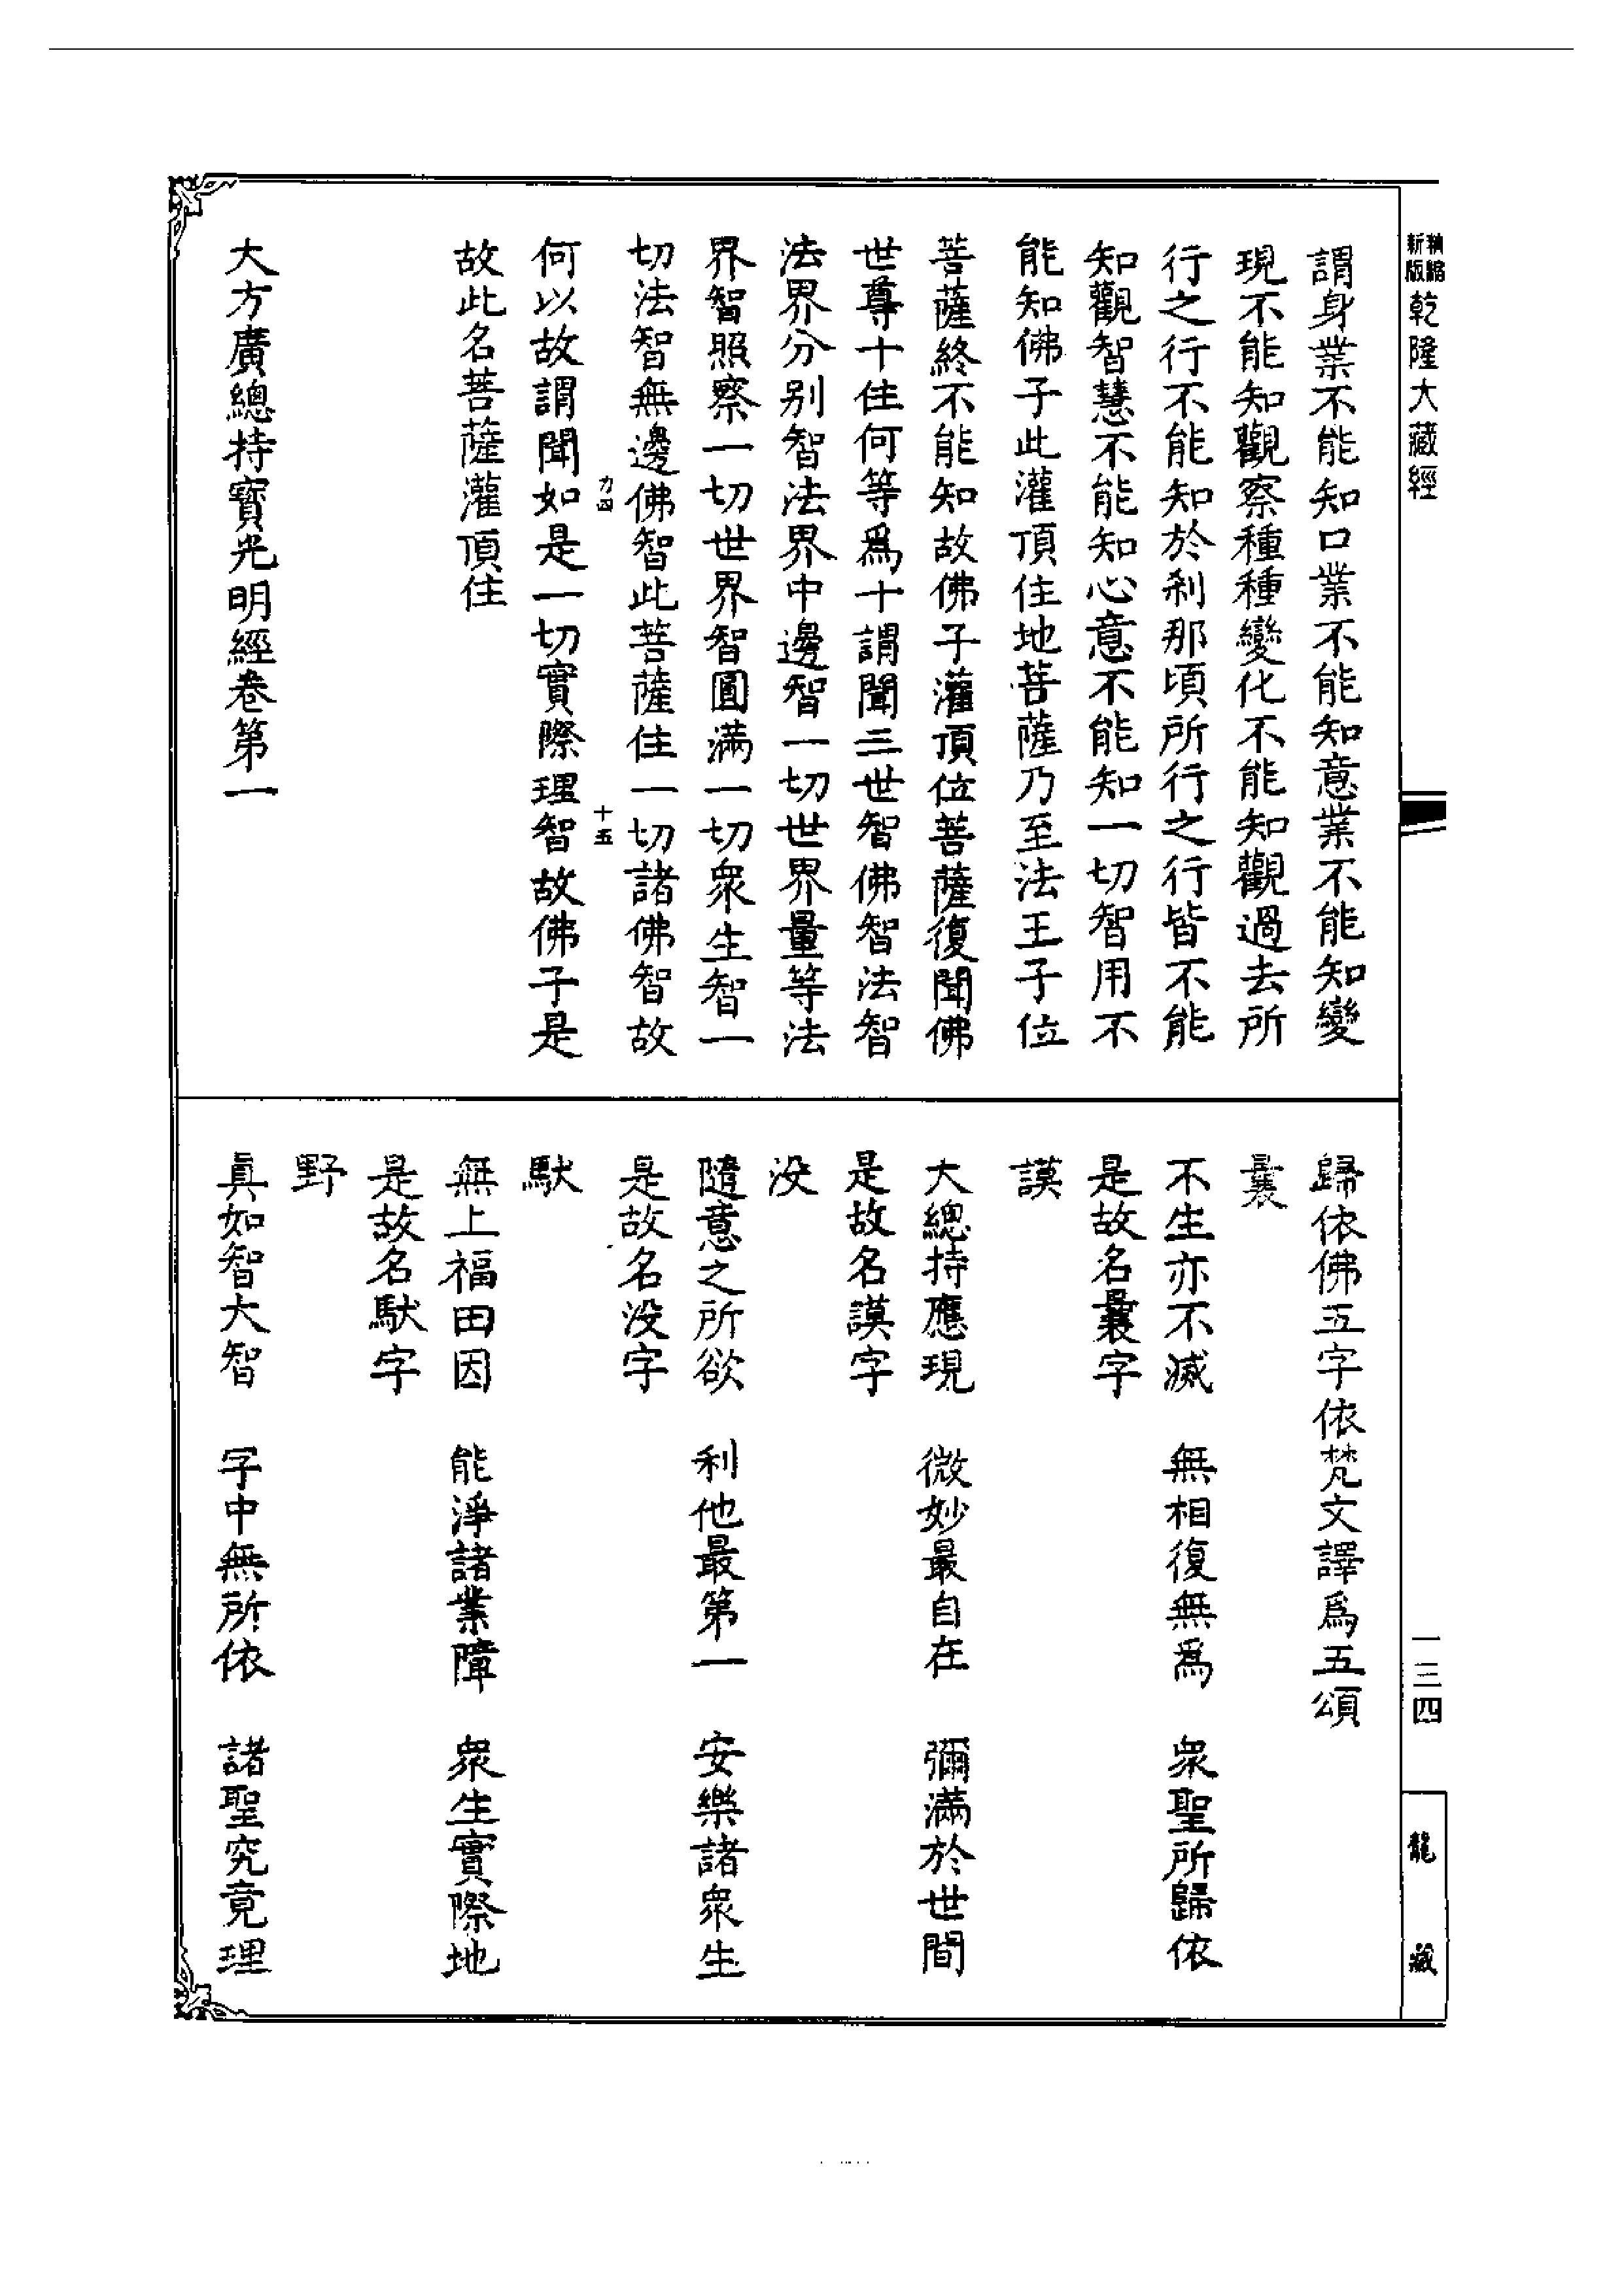 新版精縮
乾隆大藏經
謂身業不能知口業不能知意業不能知變
現不能知觀察種種變化不能知觀過去所
行之行不能知於刹那頃所行之行皆不能
知觀智慧不能知心意不能知一切智用不
能知佛子此灌頂住地菩薩乃至法王子位
菩薩終不能知故佛子灌頂位菩薩復聞佛
世尊十住何等爲十謂聞三世智佛智法智
法界分别智法界中邊智一切世界量等法
界智照察一切世界智圓滿一切衆生智一
切法智無邊佛智此菩薩住一切諸佛智故
力四
十五
何以故謂聞如是一切實際理智故佛子是
故此名菩薩灌頂住
大方廣總持寶光明經卷第一
歸依佛五字依梵文譯爲五頌
曩
不生亦不滅　無相復無爲　衆聖所歸依
是故名曩字
謨
大總持應現　微妙最自在　彌滿於世間
是故名謨字
没
隨意之所欲　利他最第一　安樂諸衆生
是故名没字
馱
無上福田因　能淨諸業障　衆生實際地
是故名馱字
野
真如智大智　字中無所依　諸聖究竟理
一三四
龍藏